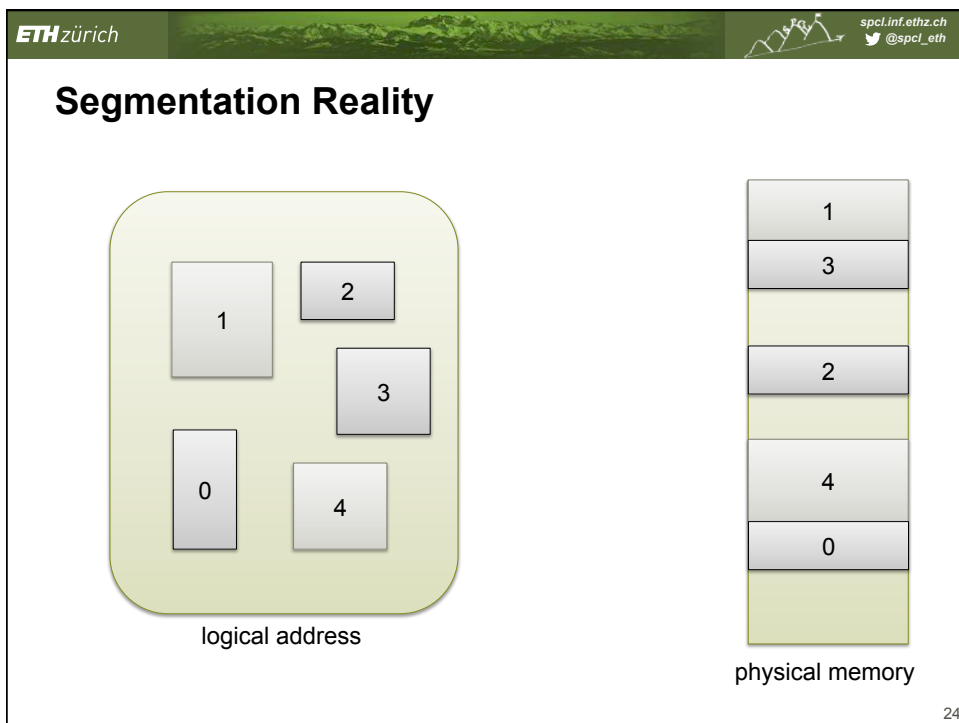 ETH zürich
spcl.inf.ethz.ch
@spcl_eth
Segmentation Reality
1
2
3
0
4
logical address
1
3
2
4
0
physical memory
24